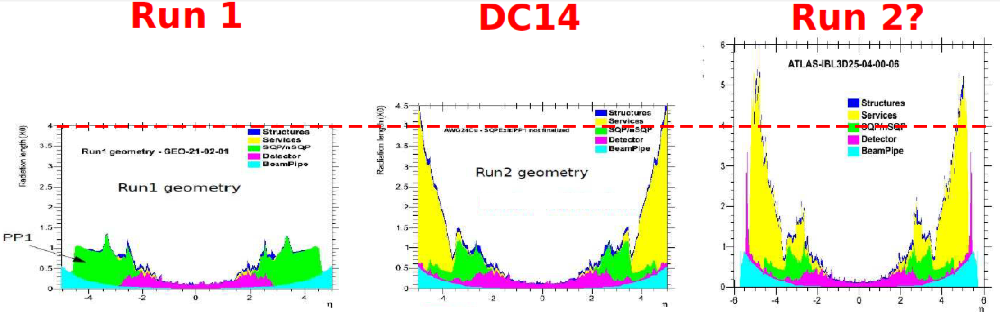 Run 1
DC14
Run 2?
Radiation length (X0)
4
3.5
3
2.5
2
1.5
1
0.5
0
-4
-2
0
2
4
η
Structures
Services
SQP/nSQP
Detector
BeamPipe
Run1 geometry - GEO-21-02-01
Run1 geometry
PP1
Radiation length (X0)
4.5
4
3.5
3
2.5
2
1.5
1
0.5
0
-4
-2
0
2
4
η
Structures
Services
SQP/nSQP
Detector
BeamPipe
AWG24Cu - SQPExitPP1 not finalized
Run2 geometry
6
5
4
3
2
1
0
-6
-4
-2
0
2
4
6
η
ATLAS-IBL3D25-04-00-06
Structures
Services
SQP/nSQP
Detector
BeamPipe